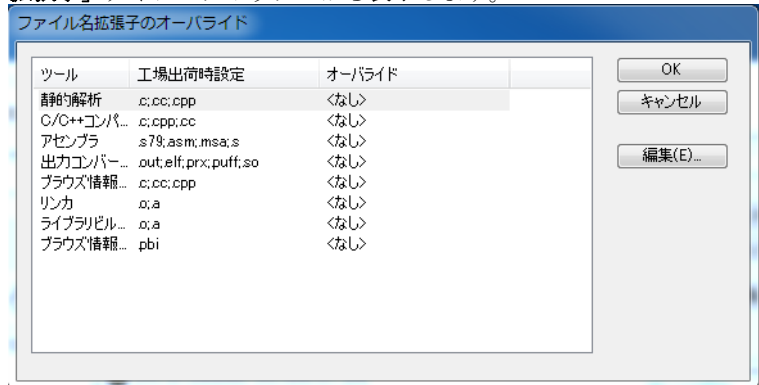 ファイル名拡張子のオーバライド
ツール 工場出荷時設定 オーバライド
静的解析 .c;.cc;.cpp <なし>
C/C++コンパ... .c;.cpp;.cc <なし>
アセンブラ .s79;.asm;.msa;.s <なし>
出力コンバー... .out;.elf;.prx;.puff;.so <なし>
ブラウズ情報... .c;.cc;.cpp <なし>
リンカ .o;.a <なし>
ライブラリビル... .o;.a <なし>
ブラウズ情報... .pbi <なし>
OK
キャンセル
編集(E)...